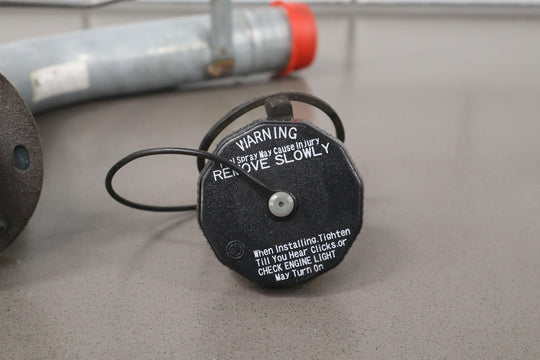 WARNING
Spray May Cause Injury
REMOVE SLOWLY
When Installing.Tighten
Till You Hear Clicks.or
CHECK ENGINE LIGHT
May Turn On